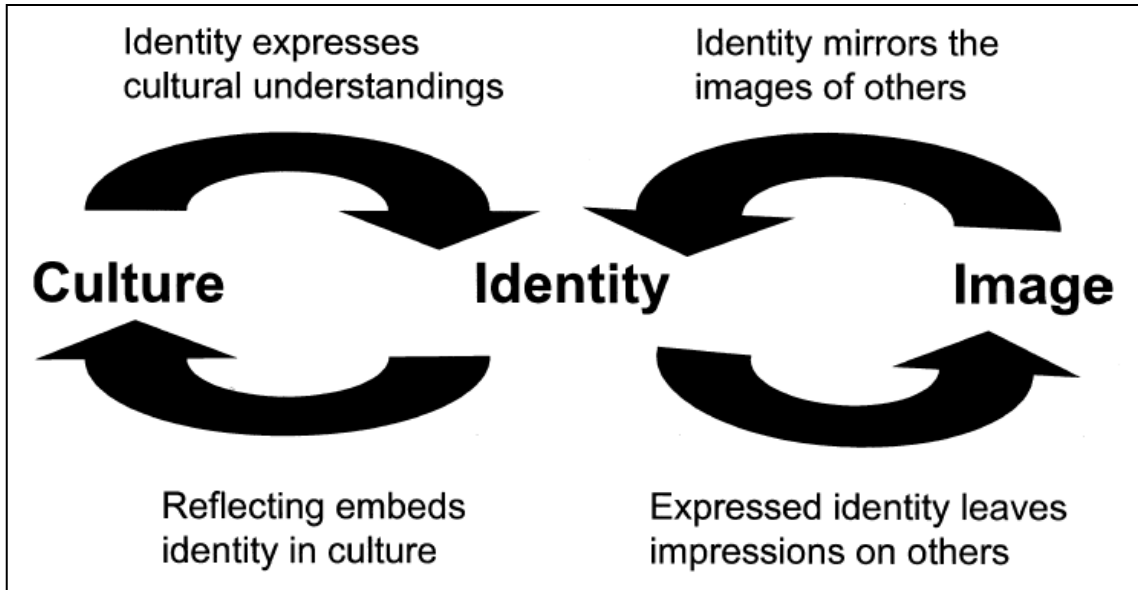 Identity expresses
cultural understandings
Identity mirrors the
images of others
Culture
Identity
Image
Reflecting embeds
identity in culture
Expressed identity leaves
impressions on others